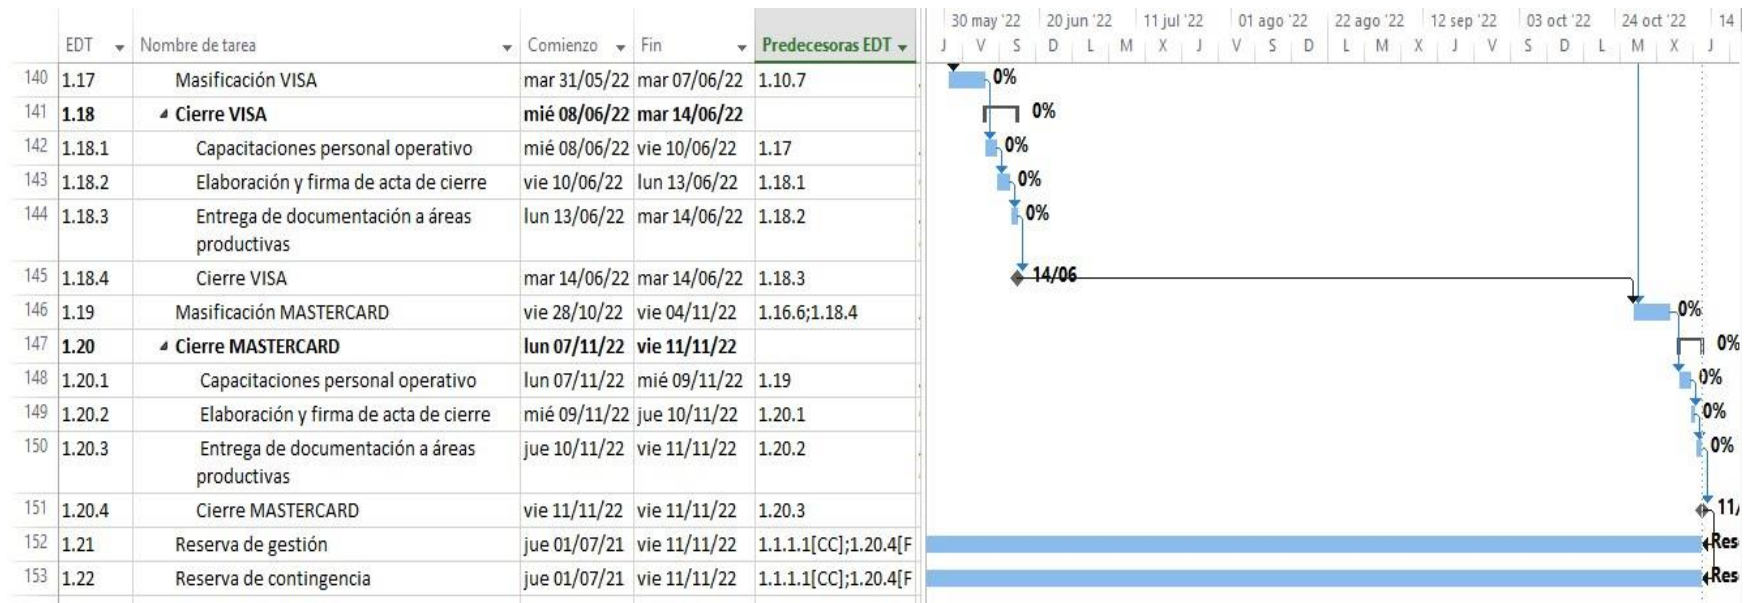 30 may '22 20 jun '22 11 jul '22 01 ago '22 22 ago '22 12 sep '22 03 oct '22 24 oct '22 14
EDT Nombre de tarea Comienzo Fin Predecesoras EDT J V S D L M X J V S D L M X J V S D L M X J
140 1.17 Masificación VISA mar 31/05/22 mar 07/06/22 1.10.7 0%
141 1.18 Cierre VISA mié 08/06/22 mar 14/06/22 0%
142 1.18.1 Capacitaciones personal operativo mié 08/06/22 vie 10/06/22 1.17 0%
143 1.18.2 Elaboración y firma de acta de cierre vie 10/06/22 lun 13/06/22 1.18.1 0%
144 1.18.3 Entrega de documentación a áreas lun 13/06/22 mar 14/06/22 1.18.2 0%
productivas
145 1.18.4 Cierre VISA mar 14/06/22 mar 14/06/22 1.18.3 14/06
146 1.19 Masificación MASTERCARD vie 28/10/22 vie 04/11/22 1.16.6;1.18.4 0%
147 1.20 Cierre MASTERCARD lun 07/11/22 vie 11/11/22 0%
148 1.20.1 Capacitaciones personal operativo lun 07/11/22 mié 09/11/22 1.19 0%
149 1.20.2 Elaboración y firma de acta de cierre mié 09/11/22 jue 10/11/22 1.20.1 0%
150 1.20.3 Entrega de documentación a áreas jue 10/11/22 vie 11/11/22 1.20.2 0%
productivas
151 1.20.4 Cierre MASTERCARD vie 11/11/22 vie 11/11/22 1.20.3 11/
152 1.21 Reserva de gestión jue 01/07/21 vie 11/11/22 1.1.1.1[CC];1.20.4[F Res
153 1.22 Reserva de contingencia jue 01/07/21 vie 11/11/22 1.1.1.1[CC];1.20.4[F Res